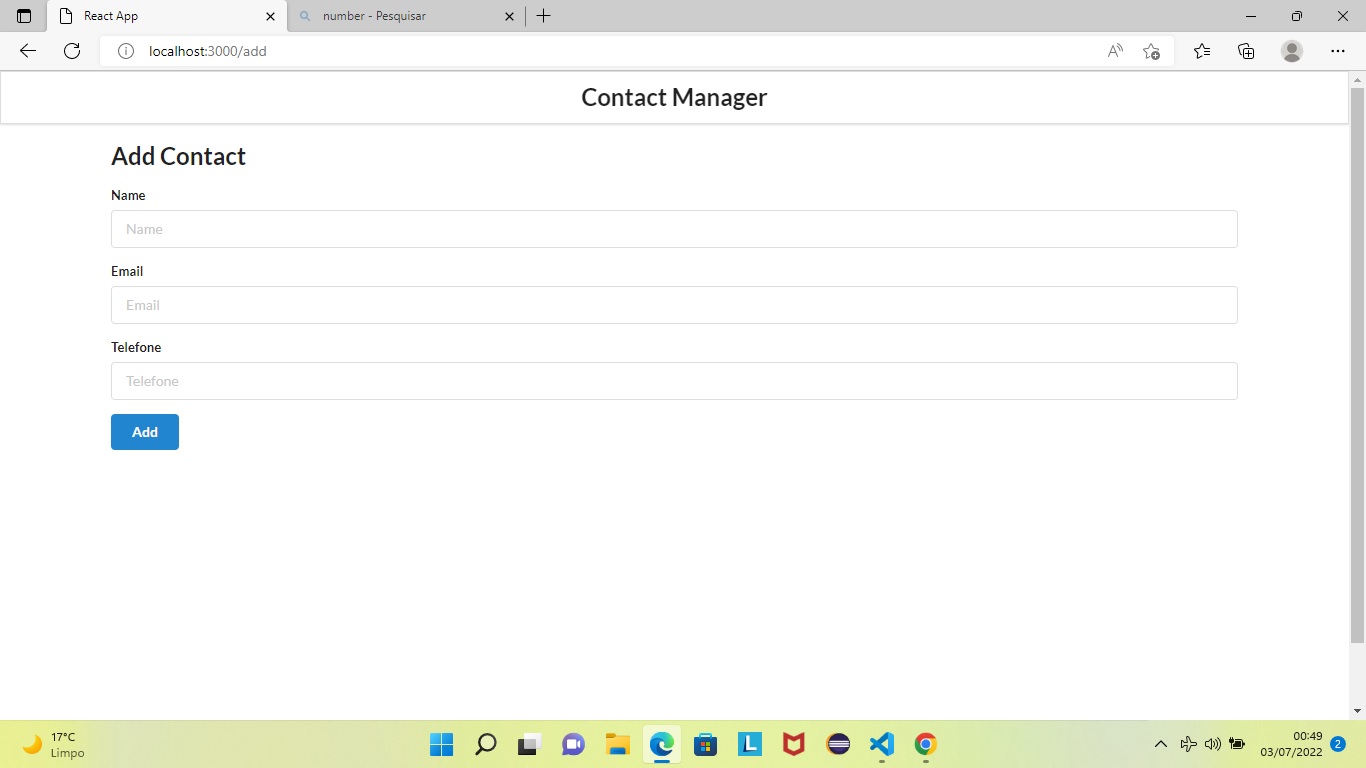 React App
number - Pesquisar
localhost:3000/add
Contact Manager
Add Contact
Name
Name
Email
Email
Telefone
Telefone
Add
17°C
Limpo
L
00:49
03/07/2022
2